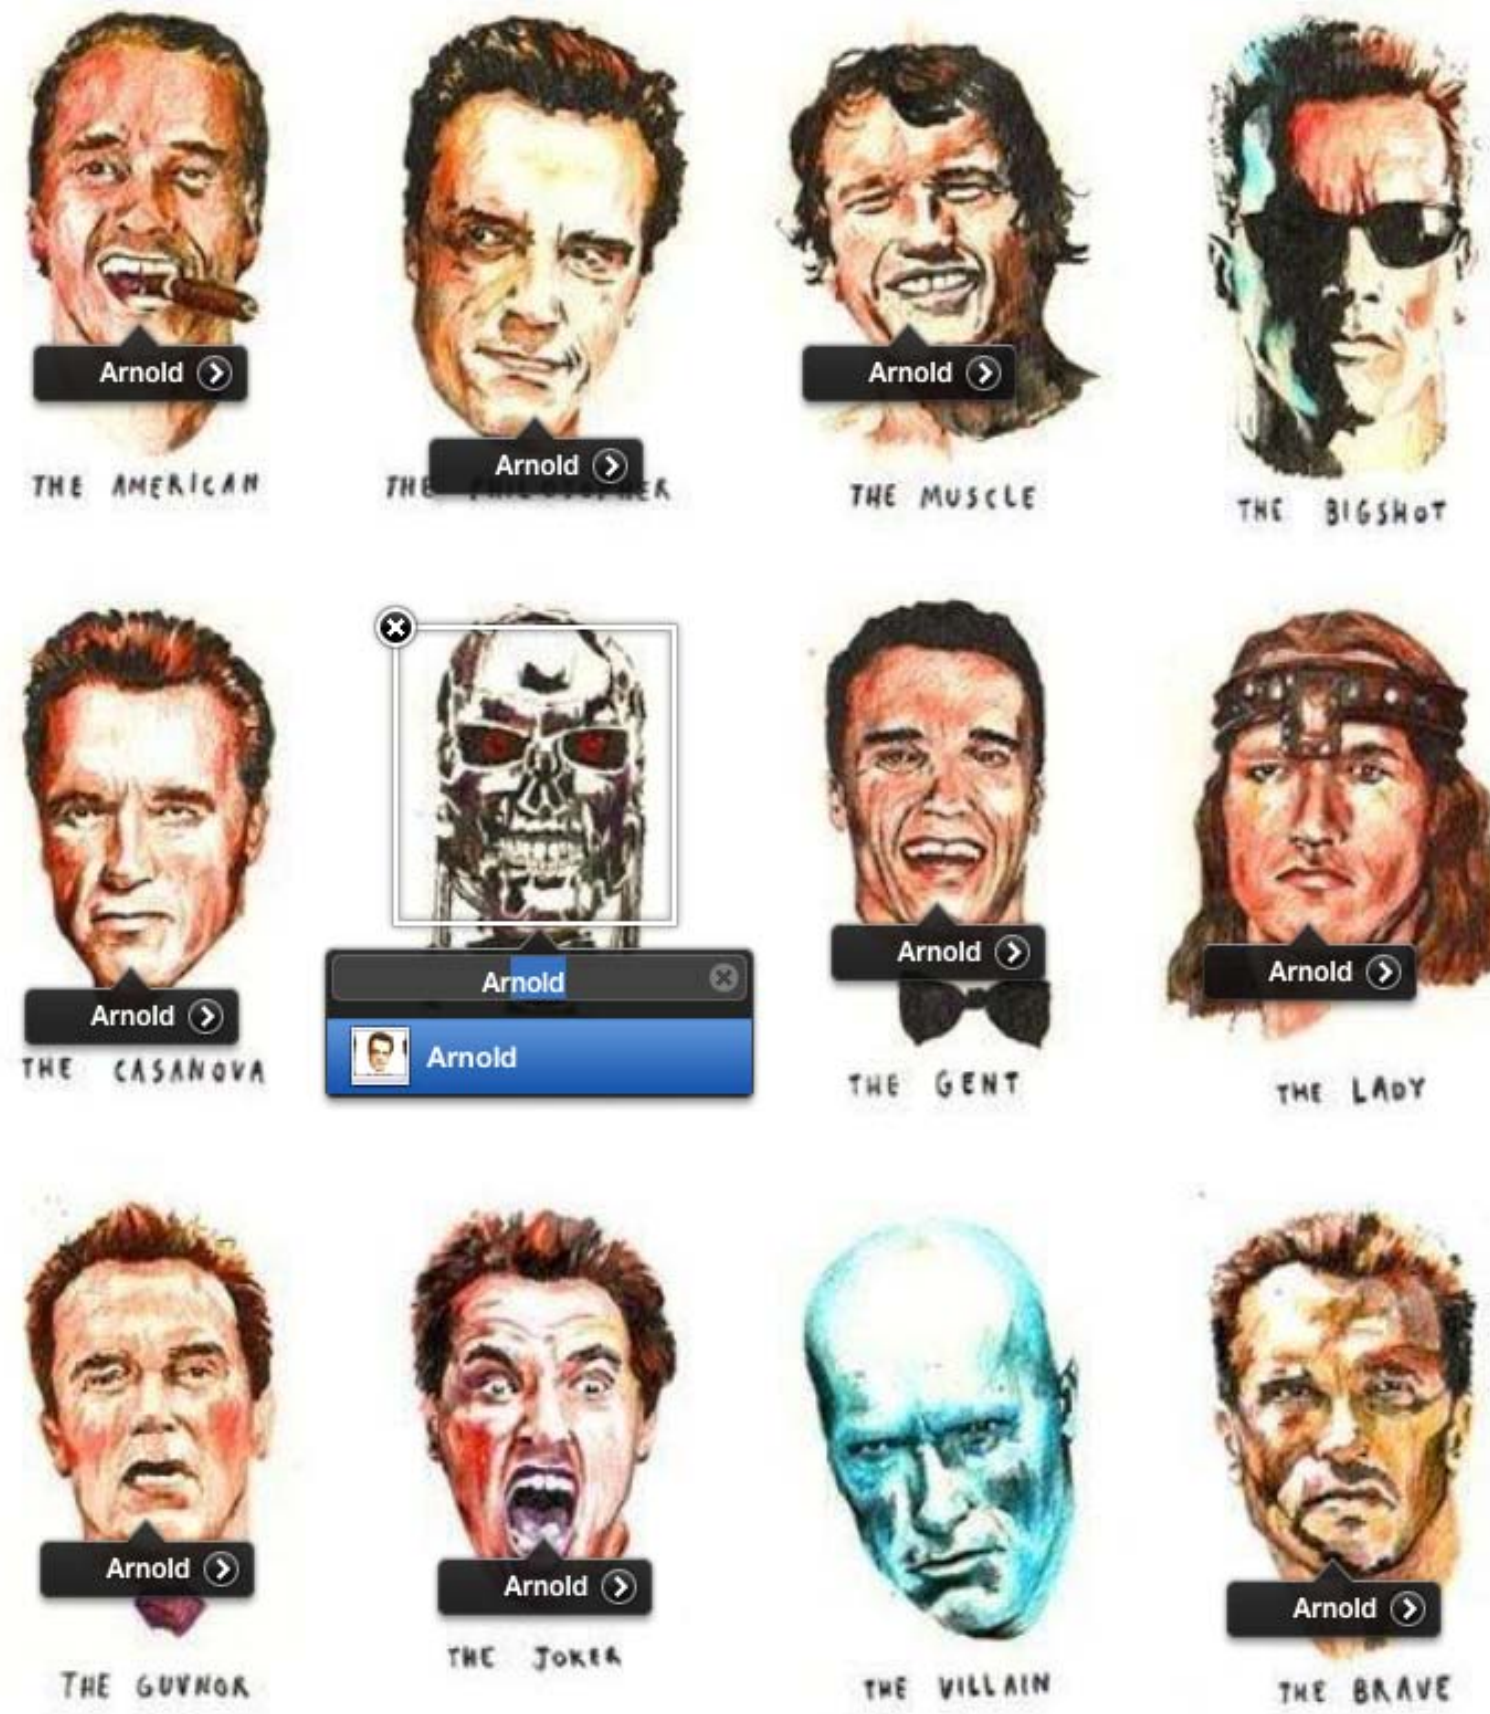 Arnold
Arnold
Arnold
THE AMERICAN
THE PHILOSOPHER
THE MUSCLE
THE BIGSHOT
Arnold
Arnold
Arnold
Arnold
Arnold
THE CASANOVA
THE GENT
THE LADY
Arnold
Arnold
Arnold
THE GUVNOR
THE JOKER
THE VILLAIN
THE BRAVE